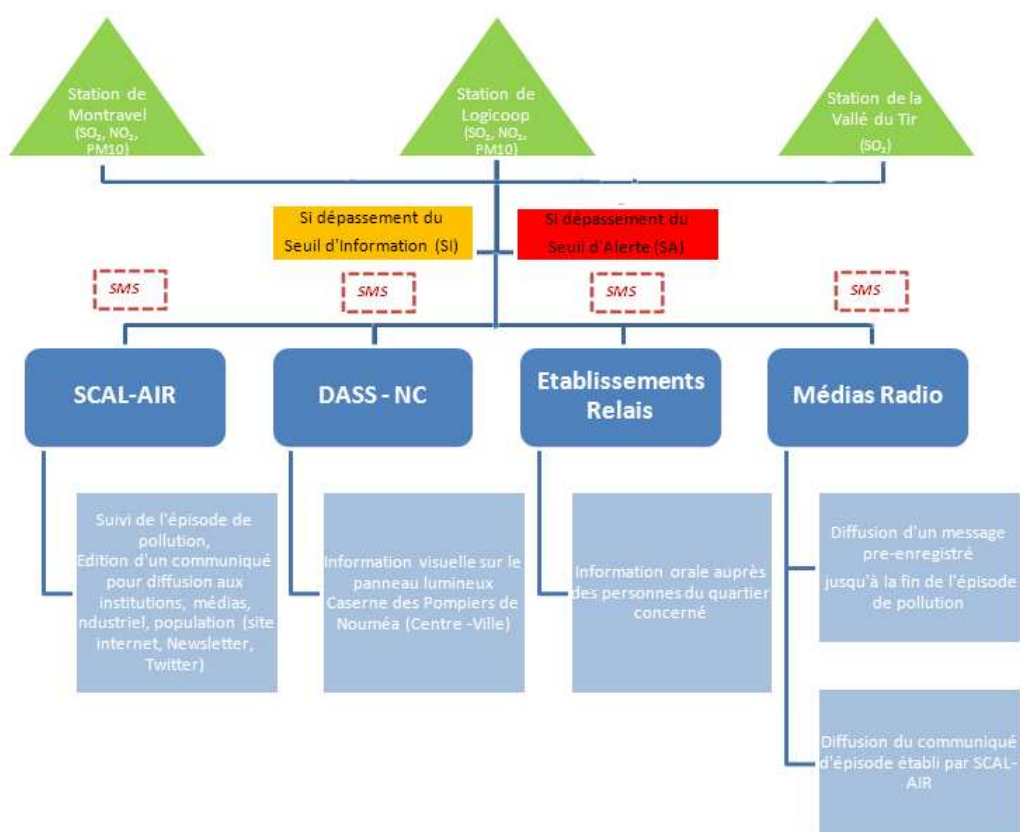 Station de
Montravel
(SO₂, NO₂,
PM10)
Station de
Logicoop
(SO₂, NO₂,
PM10)
Station de la
Vallé du Tir
(SO₂)
Si dépassement du
Seuil d'Information (SI)
Si dépassement du
Seuil d'Alerte (SA)
SMS
SMS
SMS
SMS
SCAL-AIR
DASS - NC
Etablissements
Relais
Médias Radio
Suivi de l'épisode de
pollution,
Edition d'un communiqué
pour diffusion aux
institutions, médias,
ndustriel, population (site
internet, Newsletter,
Twitter)
Information visuelle sur le
panneau lumineux
Caserne des Pompiers de
Nouméa (Centre -Ville)
Information orale auprès
des personnes du quartier
concerné
Diffusion d'un message
pre-enregistré
jusqu'à la fin de l'épisode
de pollution
Diffusion du communiqué
d'épisode établi par SCAL-
AIR